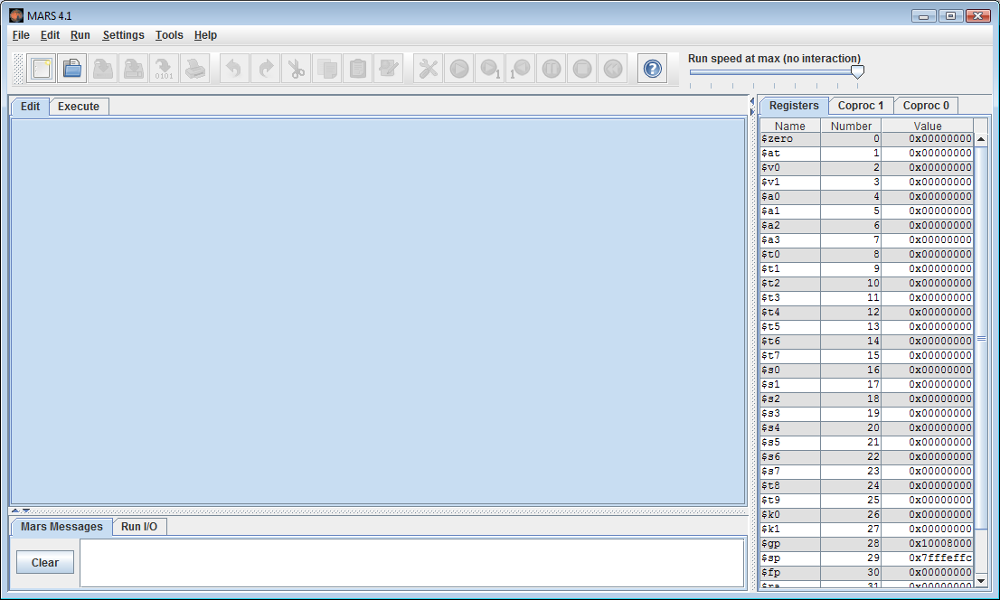 MARS 4.1
File Edit Run Settings Tools Help
0101 1 1 ?
Run speed at max (no interaction)
Edit Execute
Registers Coproc 1 Coproc 0
Name Number Value
$zero 0 0x00000000
$at 1 0x00000000
$v0 2 0x00000000
$v1 3 0x00000000
$a0 4 0x00000000
$a1 5 0x00000000
$a2 6 0x00000000
$a3 7 0x00000000
$t0 8 0x00000000
$t1 9 0x00000000
$t2 10 0x00000000
$t3 11 0x00000000
$t4 12 0x00000000
$t5 13 0x00000000
$t6 14 0x00000000
$t7 15 0x00000000
$s0 16 0x00000000
$s1 17 0x00000000
$s2 18 0x00000000
$s3 19 0x00000000
$s4 20 0x00000000
$s5 21 0x00000000
$s6 22 0x00000000
$s7 23 0x00000000
$t8 24 0x00000000
$t9 25 0x00000000
$k0 26 0x00000000
$k1 27 0x00000000
$gp 28 0x10008000
$sp 29 0x7fffeffc
$fp 30 0x00000000
$ra 31 0x00000000
Mars Messages Run I/O
Clear